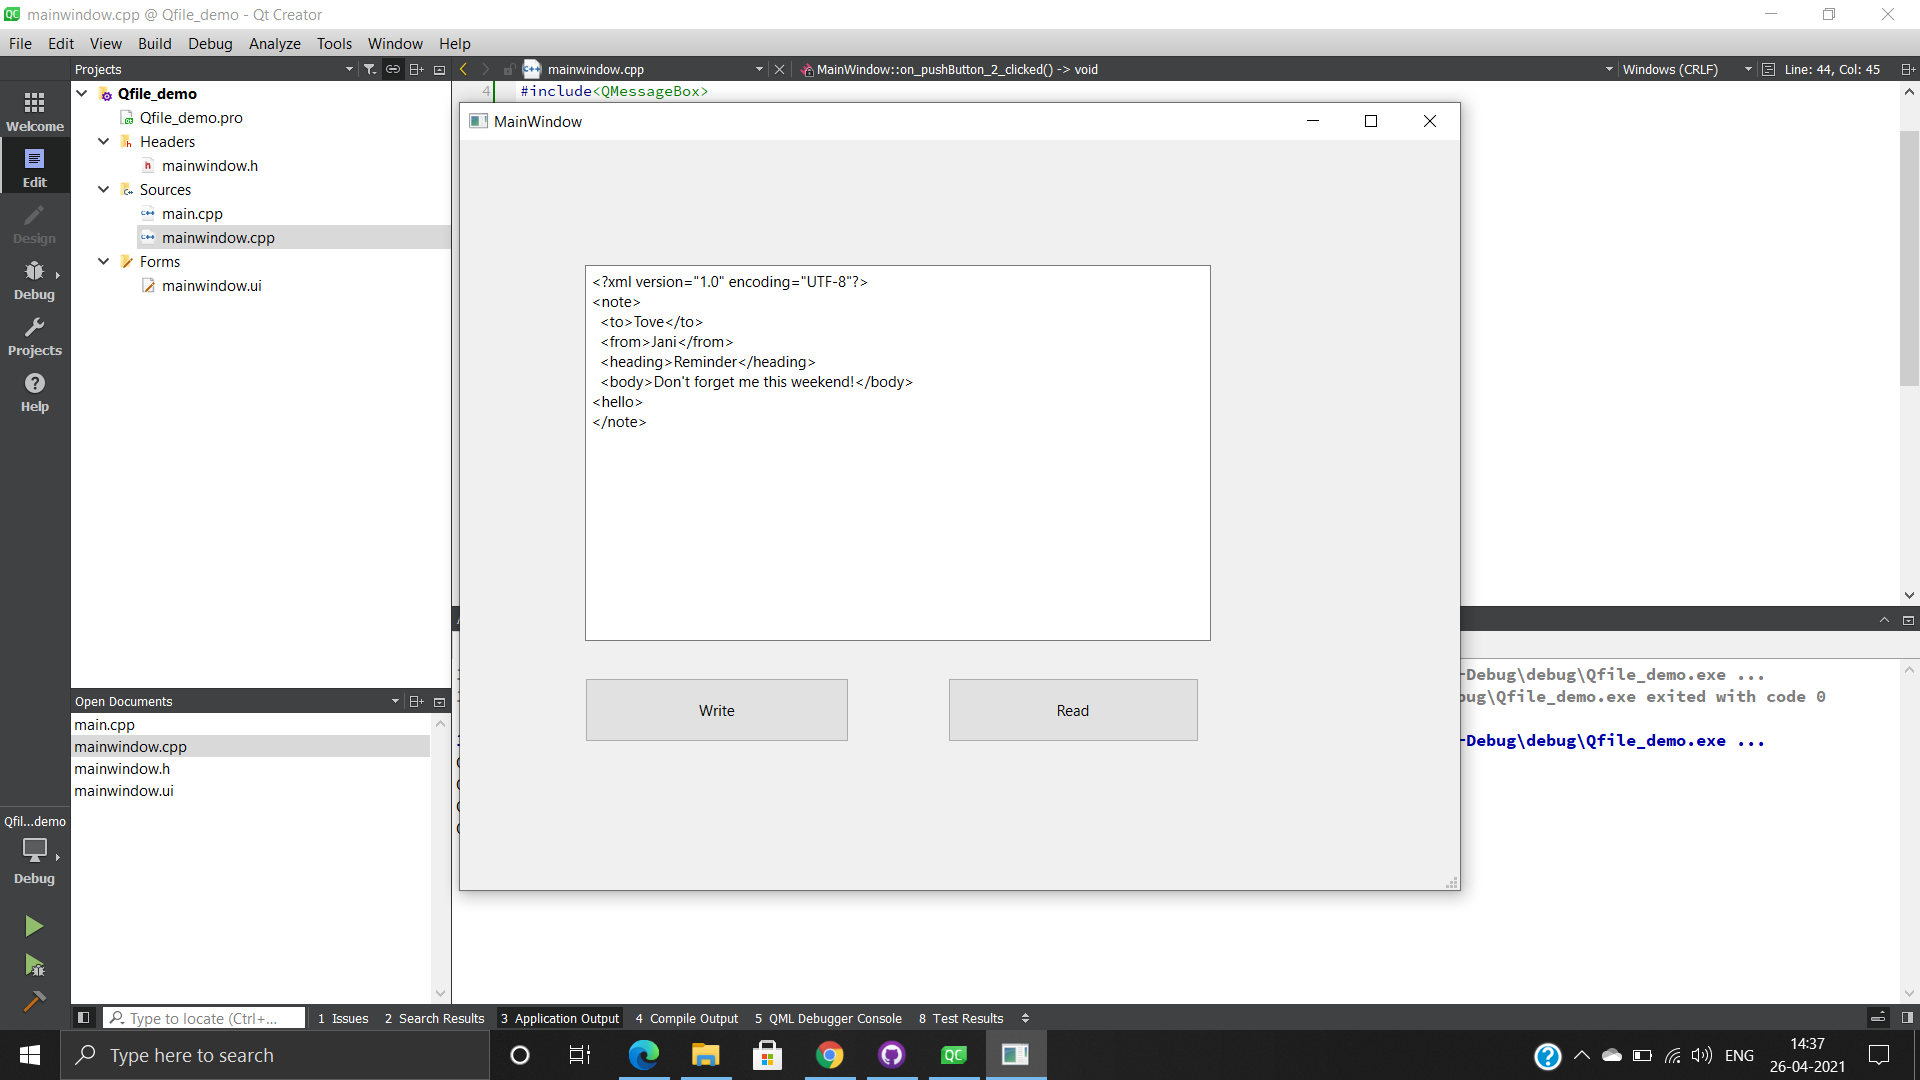 mainwindow.cpp @ Qfile_demo - Qt Creator
File Edit View Build Debug Analyze Tools Window Help
Projects
mainwindow.cpp
MainWindow::on_pushButton_2_clicked() -> void
Windows (CRLF)
Line: 44, Col: 45
Welcome
Edit
Design
Debug
Projects
Help
Qfile_demo
Qfile_demo.pro
Headers
mainwindow.h
Sources
main.cpp
mainwindow.cpp
Forms
mainwindow.ui
4 #include<QMessageBox>
MainWindow
<?xml version="1.0" encoding="UTF-8"?>
<note>
  <to>Tove</to>
  <from>Jani</from>
  <heading>Reminder</heading>
  <body>Don't forget me this weekend!</body>
<hello>
</note>
Write
Read
-Debug\debug\Qfile_demo.exe ...
bug\Qfile_demo.exe exited with code 0
-Debug\debug\Qfile_demo.exe ...
Open Documents
main.cpp
mainwindow.cpp
mainwindow.h
mainwindow.ui
Qfil...demo
Debug
Type to locate (Ctrl+...
1 Issues
2 Search Results
3 Application Output
4 Compile Output
5 QML Debugger Console
8 Test Results
Type here to search
ENG
14:37
26-04-2021